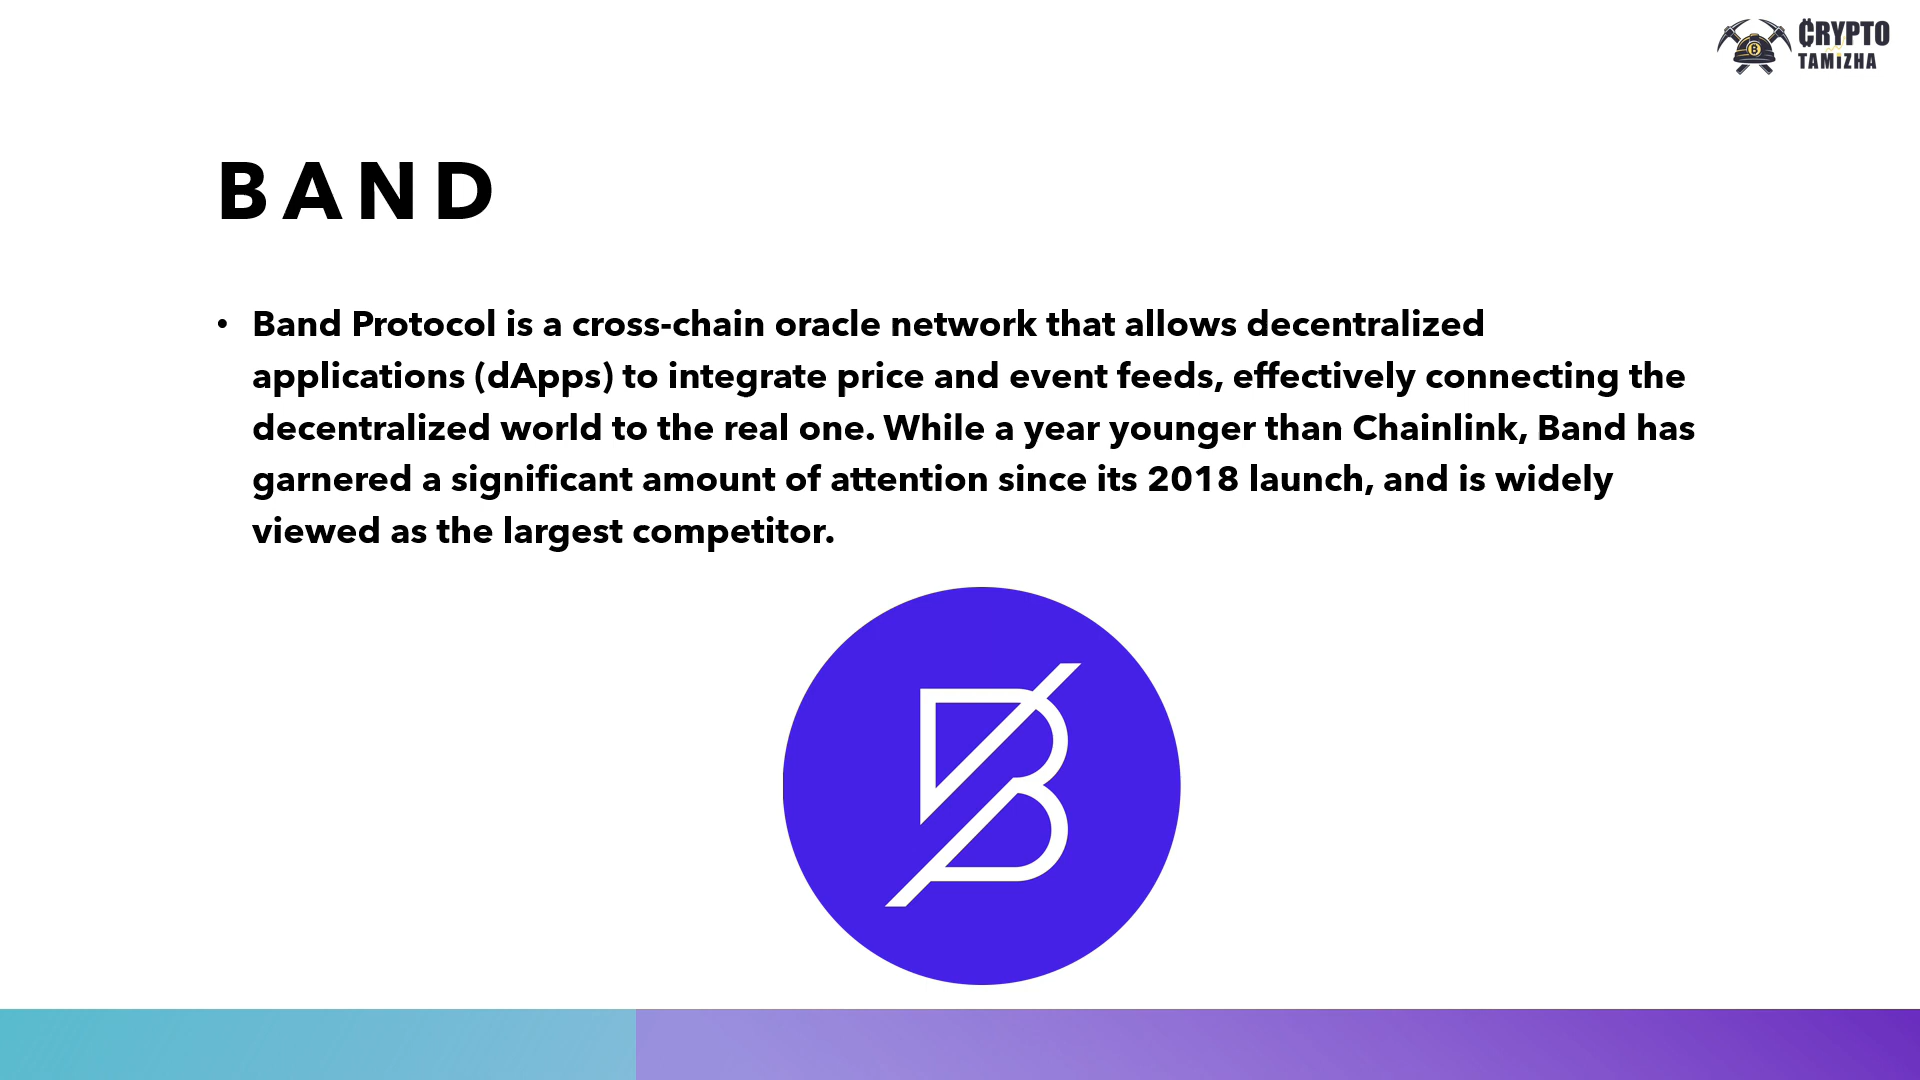 CRYPTO
TAMIZHA
BAND
• Band Protocol is a cross-chain oracle network that allows decentralized
applications (dApps) to integrate price and event feeds, effectively connecting the
decentralized world to the real one. While a year younger than Chainlink, Band has
garnered a significant amount of attention since its 2018 launch, and is widely
viewed as the largest competitor.